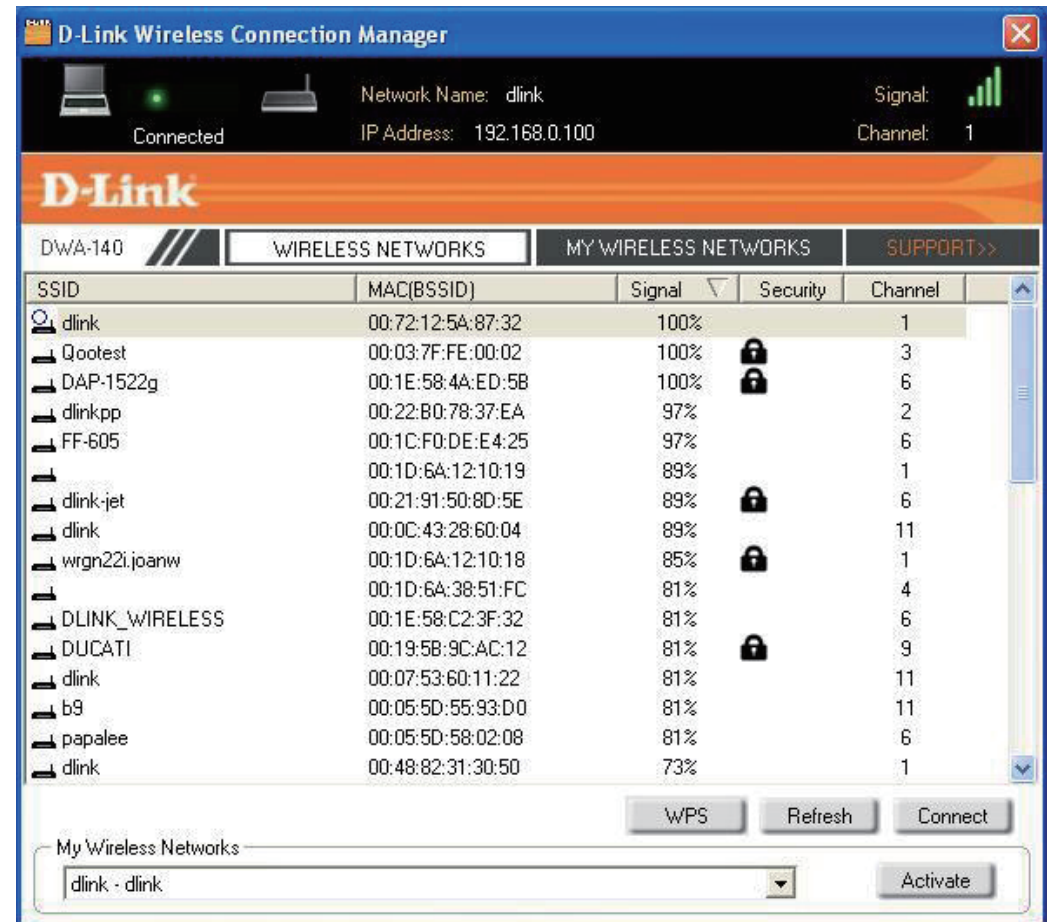 D-Link Wireless Connection Manager
Network Name: dlink Signal:
Connected IP Address: 192.168.0.100 Channel: 1
D-Link
DWA-140 WIRELESS NETWORKS MY WIRELESS NETWORKS SUPPORT>>
SSID MAC(BSSID) Signal Security Channel
dlink 00:72:12:5A:87:32 100% 1
Qootest 00:03:7F:FE:00:02 100% 3
DAP-1522g 00:1E:58:4A:ED:5B 100% 6
dlinkpp 00:22:B0:78:37:EA 97% 2
FF-605 00:1C:F0:DE:E4:25 97% 6
00:1D:6A:12:10:19 89% 1
dlink-jet 00:21:91:50:8D:5E 89% 6
dlink 00:0C:43:28:60:04 89% 11
wrgn22i.joanw 00:1D:6A:12:10:18 85% 1
00:1D:6A:38:51:FC 81% 4
DLINK_WIRELESS 00:1E:58:C2:3F:32 81% 6
DUCATI 00:19:5B:9C:AC:12 81% 9
dlink 00:07:53:60:11:22 81% 11
b9 00:05:5D:55:93:D0 81% 11
papalee 00:05:5D:58:02:08 81% 6
dlink 00:48:82:31:30:50 73% 1
WPS Refresh Connect
My Wireless Networks
dlink - dlink Activate